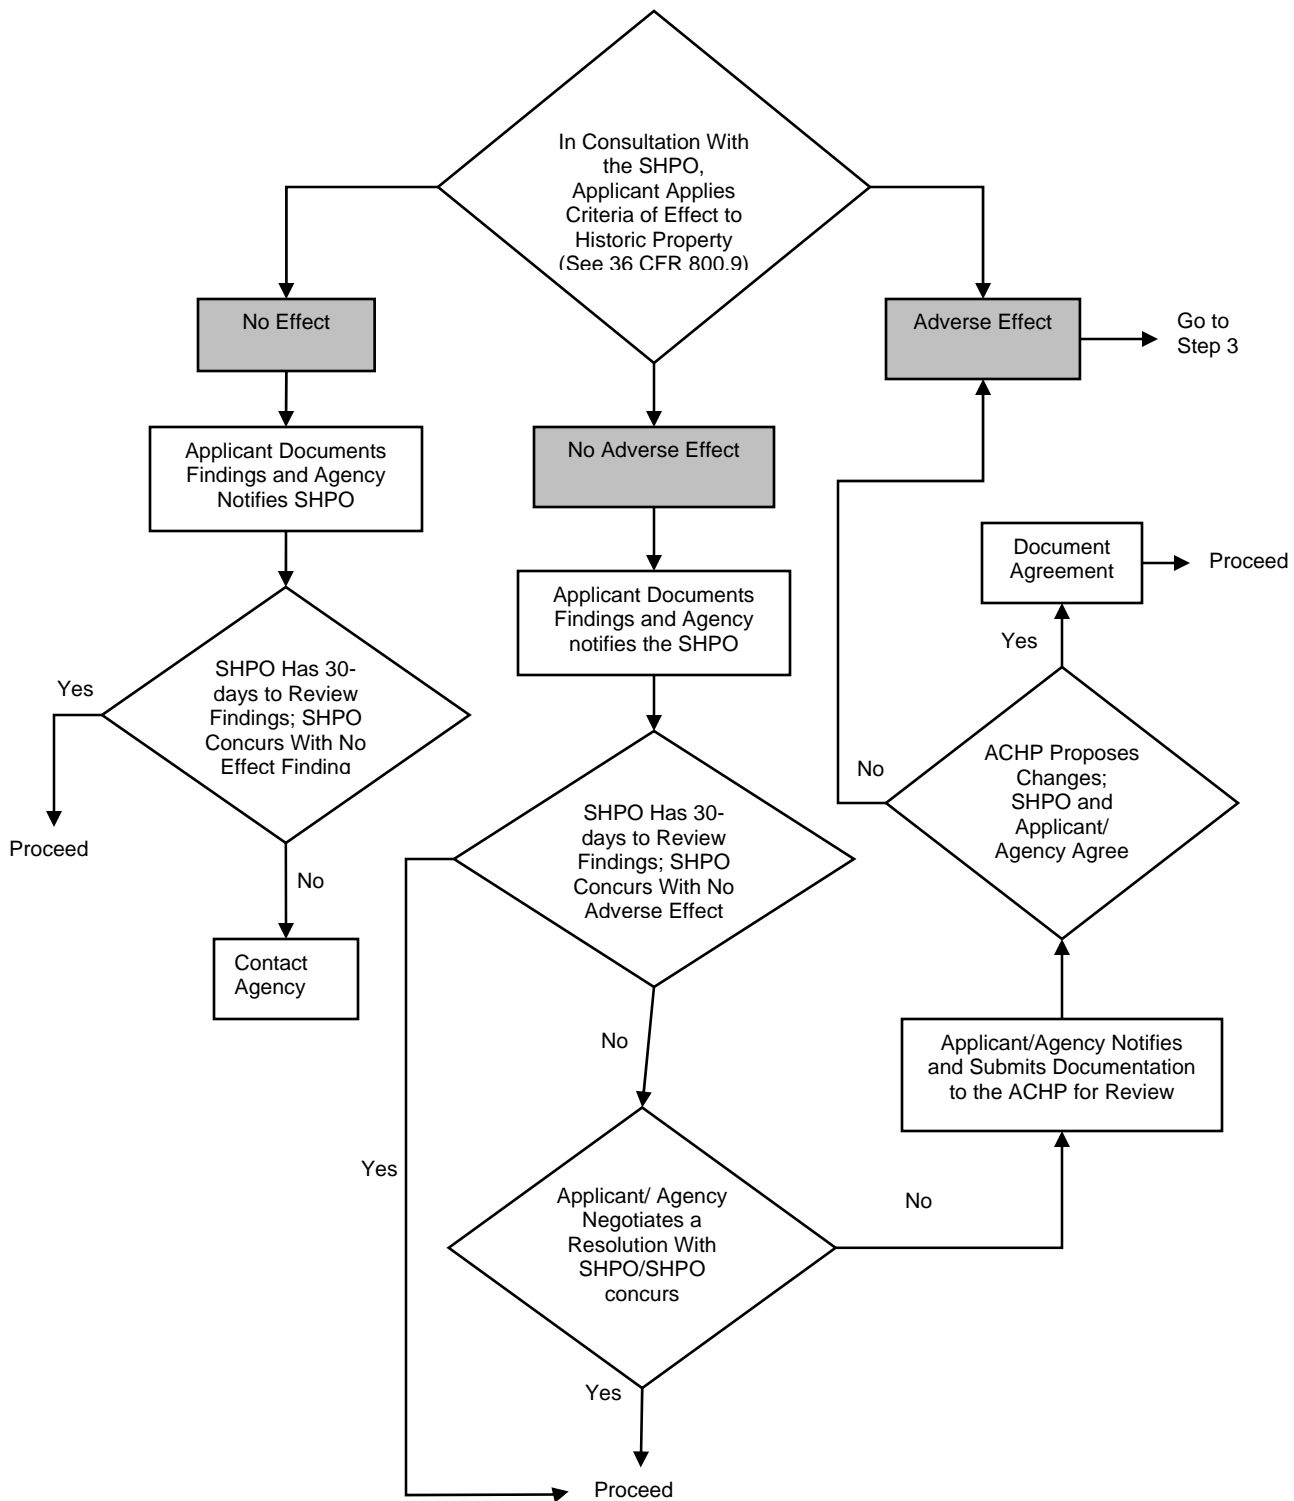 In Consultation With
the SHPO,
Applicant Applies
Criteria of Effect to
Historic Property
(See 36 CFR 800.9)
No Effect
Adverse Effect
Go to
Step 3
Applicant Documents
Findings and Agency
Notifies SHPO
No Adverse Effect
Document
Agreement
Proceed
Applicant Documents
Findings and Agency
notifies the SHPO
Yes
SHPO Has 30-
days to Review
Findings; SHPO
Concurs With No
Effect Finding
Yes
Proceed
No
Contact
Agency
No
ACHP Proposes
Changes;
SHPO and
Applicant/
Agency Agree
SHPO Has 30-
days to Review
Findings; SHPO
Concurs With No
Adverse Effect
No
Applicant/Agency Notifies
and Submits Documentation
to the ACHP for Review
Yes
Applicant/ Agency
Negotiates a
Resolution With
SHPO/SHPO
concurs
No
Yes
Proceed